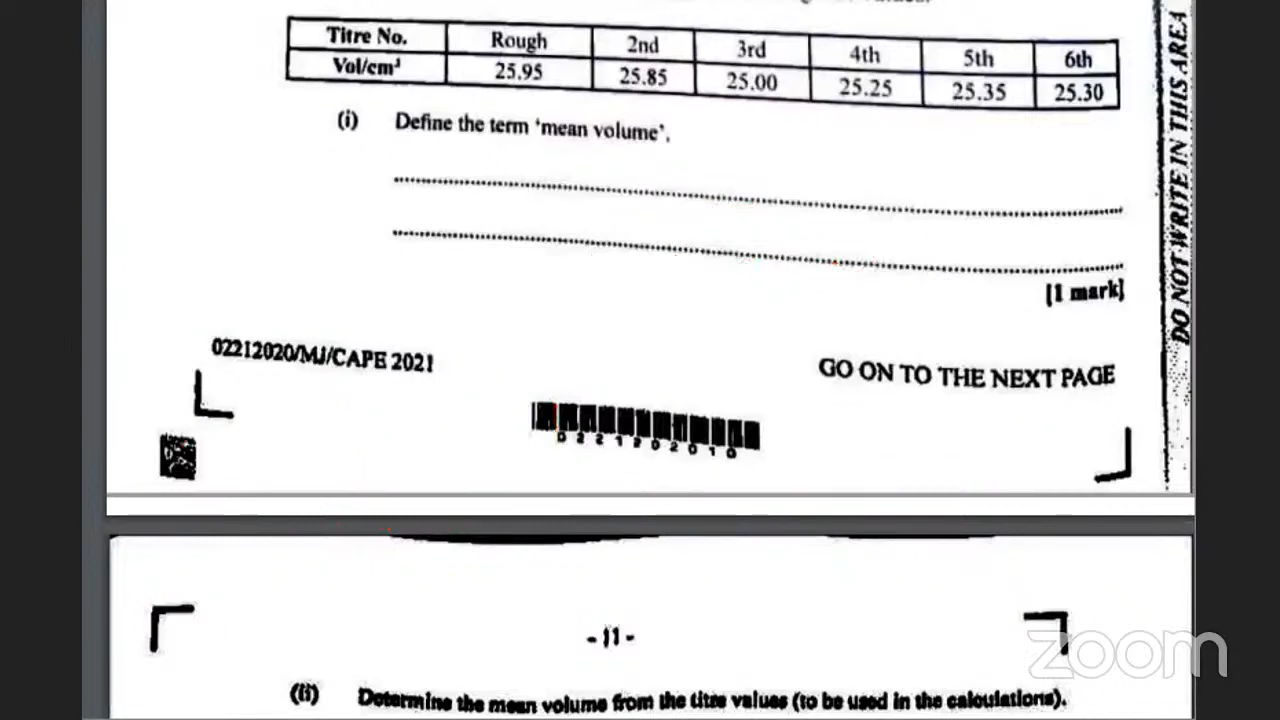 values.
Titre No. Rough 2nd 3rd 4th 5th 6th
Vol/cm³ 25.95 25.85 25.00 25.25 25.35 25.30
(i) Define the term ‘mean volume’.
[1 mark]
DO NOT WRITE IN THIS AREA
02212020/MJ/CAPE 2021
GO ON TO THE NEXT PAGE
0221202010
- 11 -
zoom
(ii) Determine the mean volume from the titre values (to be used in the calculations).